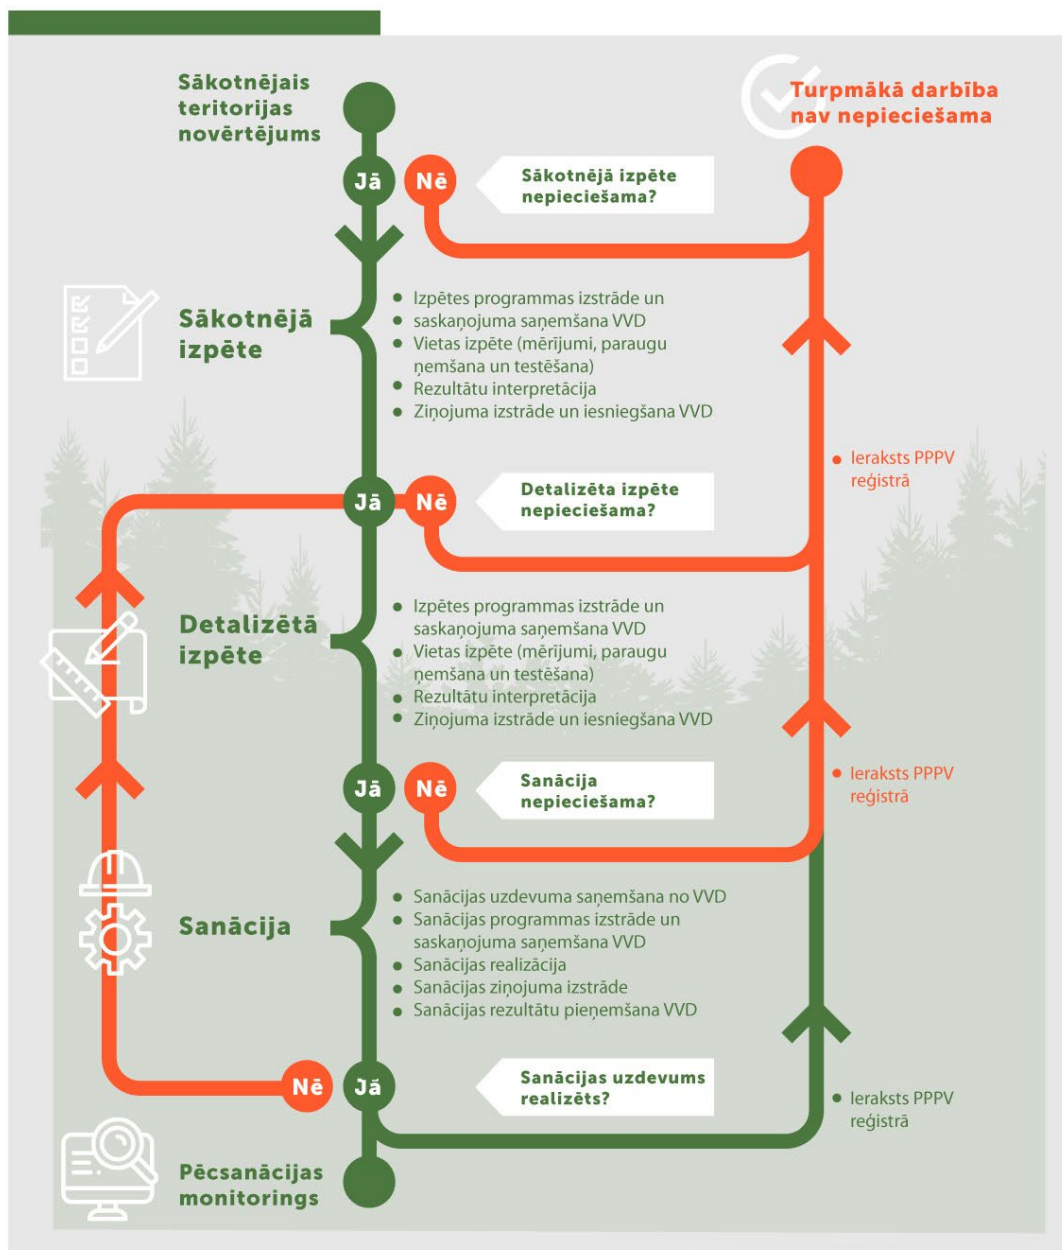 Sākotnējais
teritorijas
novērtējums
Turpmākā darbība
nav nepieciešama
Jā
Nē
Sākotnējā izpēte
nepieciešama?
Sākotnējā
izpēte
• Izpētes programmas izstrāde un
• saskaņojuma saņemšana VVD
• Vietas izpēte (mērījumi, paraugu
ņemšana un testēšana)
• Rezultātu interpretācija
• Ziņojuma izstrāde un iesniegšana VVD
• Ieraksts PPPV
reģistrā
Jā
Nē
Detalizēta izpēte
nepieciešama?
Detalizētā
izpēte
• Izpētes programmas izstrāde un
saskaņojuma saņemšana VVD
• Vietas izpēte (mērījumi, paraugu
ņemšana un testēšana)
• Rezultātu interpretācija
• Ziņojuma izstrāde un iesniegšana VVD
Jā
Nē
Sanācija
nepieciešama?
• Ieraksts PPPV
reģistrā
Sanācija
• Sanācijas uzdevuma saņemšana no VVD
• Sanācijas programmas izstrāde un
saskaņojuma saņemšana VVD
• Sanācijas realizācija
• Sanācijas ziņojuma izstrāde
• Sanācijas rezultātu pieņemšana VVD
Nē
Jā
Sanācijas uzdevums
realizēts?
• Ieraksts PPPV
reģistrā
Pēcsanācijas
monitorings